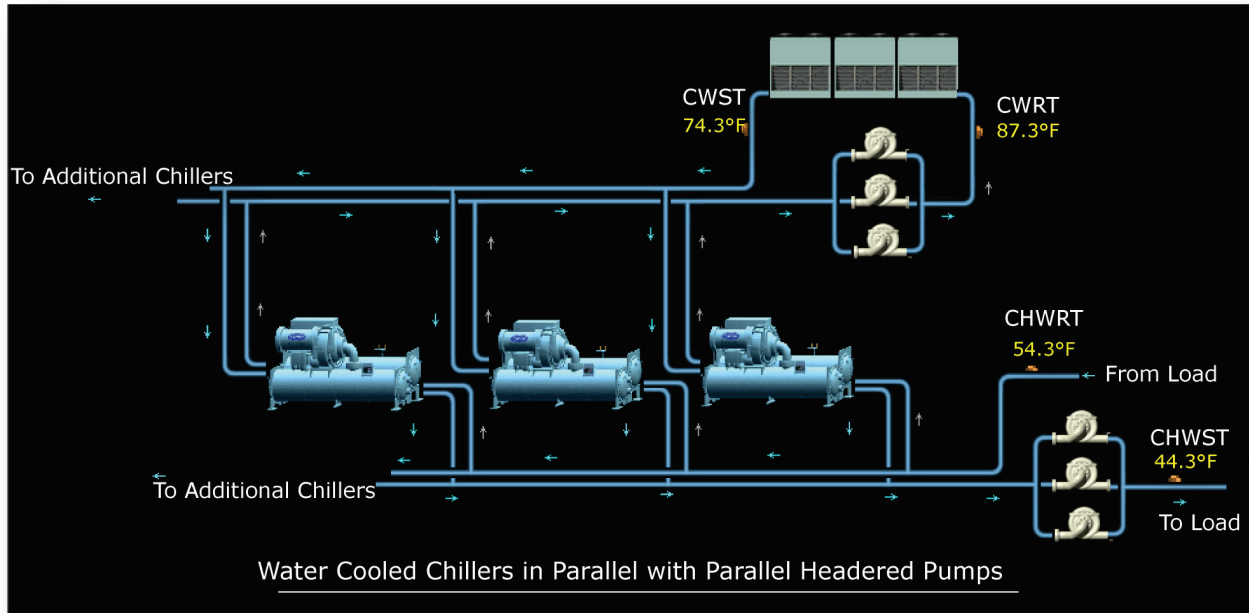 CWST
74.3°F
CWRT
87.3°F
To Additional Chillers
CHWRT
54.3°F
From Load
CHWST
44.3°F
To Additional Chillers
To Load
Water Cooled Chillers in Parallel with Parallel Headered Pumps